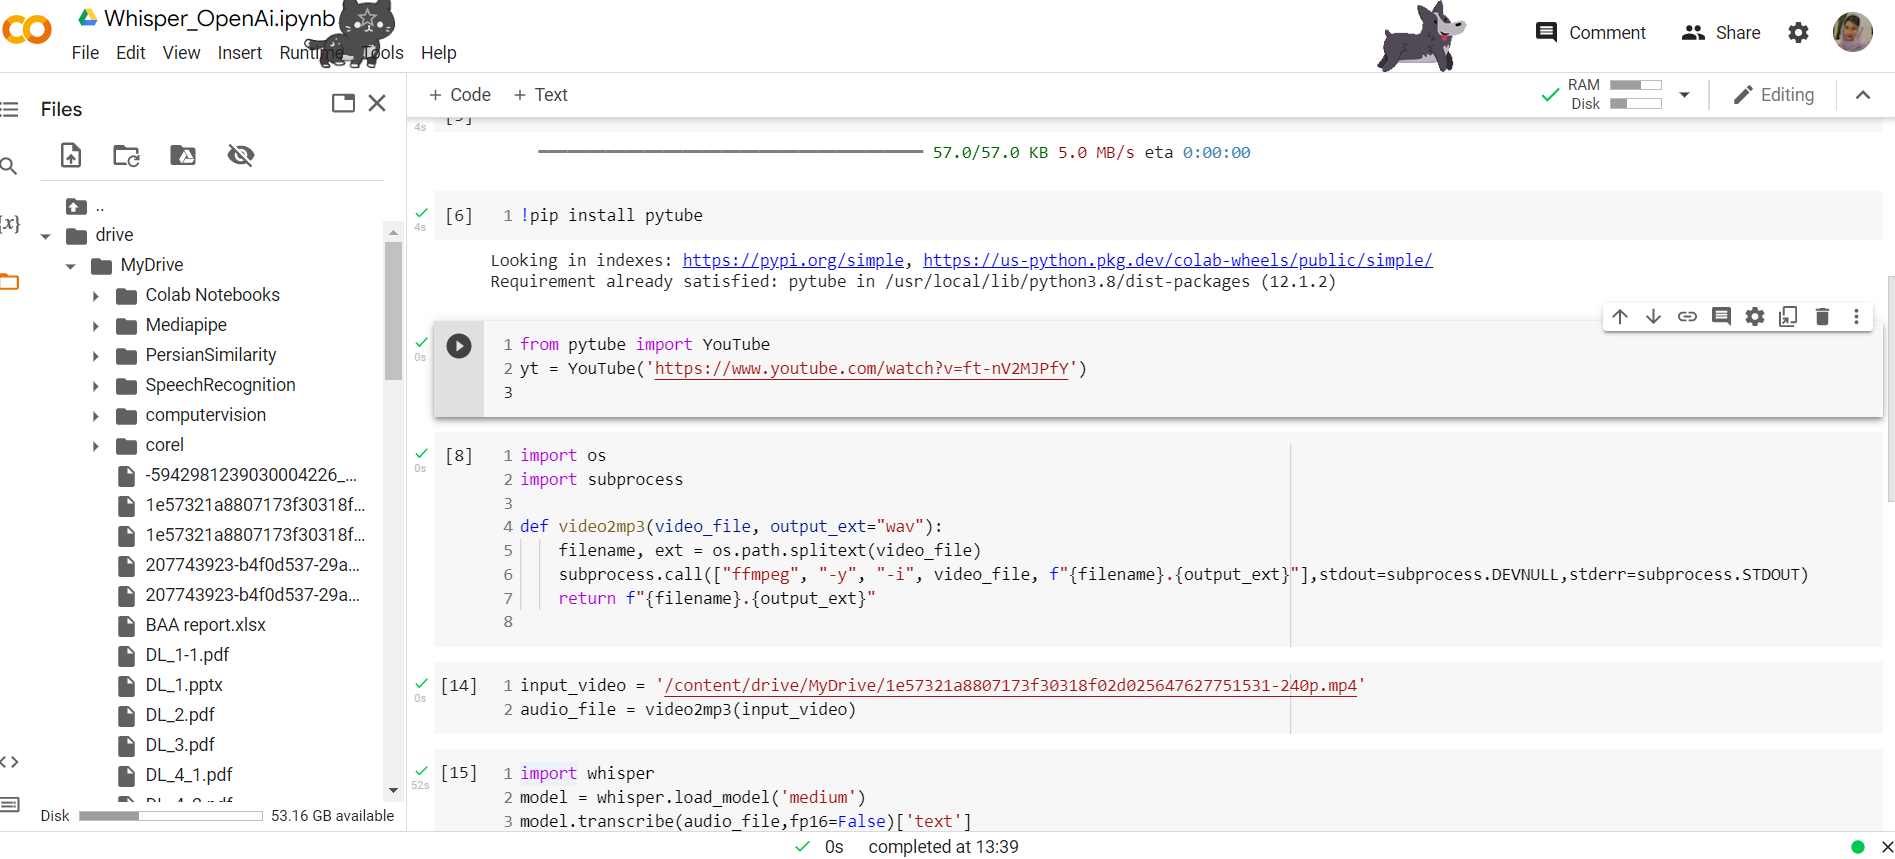 Whisper_OpenAi.ipynb
File Edit View Insert Runtime Tools Help
Comment
Share
Files
+ Code + Text
RAM
Disk
Editing
..
drive
MyDrive
Colab Notebooks
Mediapipe
PersianSimilarity
SpeechRecognition
computervision
corel
-5942981239030004226_...
1e57321a8807173f30318f...
1e57321a8807173f30318f...
207743923-b4f0d537-29a...
207743923-b4f0d537-29a...
BAA report.xlsx
DL_1-1.pdf
DL_1.pptx
DL_2.pdf
DL_3.pdf
DL_4_1.pdf
Disk 53.16 GB available
4s
57.0/57.0 KB 5.0 MB/s eta 0:00:00
4s [6] 1 !pip install pytube
Looking in indexes: https://pypi.org/simple, https://us-python.pkg.dev/colab-wheels/public/simple/
Requirement already satisfied: pytube in /usr/local/lib/python3.8/dist-packages (12.1.2)
0s 1 from pytube import YouTube
2 yt = YouTube('https://www.youtube.com/watch?v=ft-nV2MJPfY')
3
0s [8] 1 import os
2 import subprocess
3
4 def video2mp3(video_file, output_ext="wav"):
5 filename, ext = os.path.splitext(video_file)
6 subprocess.call(["ffmpeg", "-y", "-i", video_file, f"{filename}.{output_ext}"],stdout=subprocess.DEVNULL,stderr=subprocess.STDOUT)
7 return f"{filename}.{output_ext}"
8
0s [14] 1 input_video = '/content/drive/MyDrive/1e57321a8807173f30318f02d025647627751531-240p.mp4'
2 audio_file = video2mp3(input_video)
52s [15] 1 import whisper
2 model = whisper.load_model('medium')
3 model.transcribe(audio_file,fp16=False)['text']
0s completed at 13:39